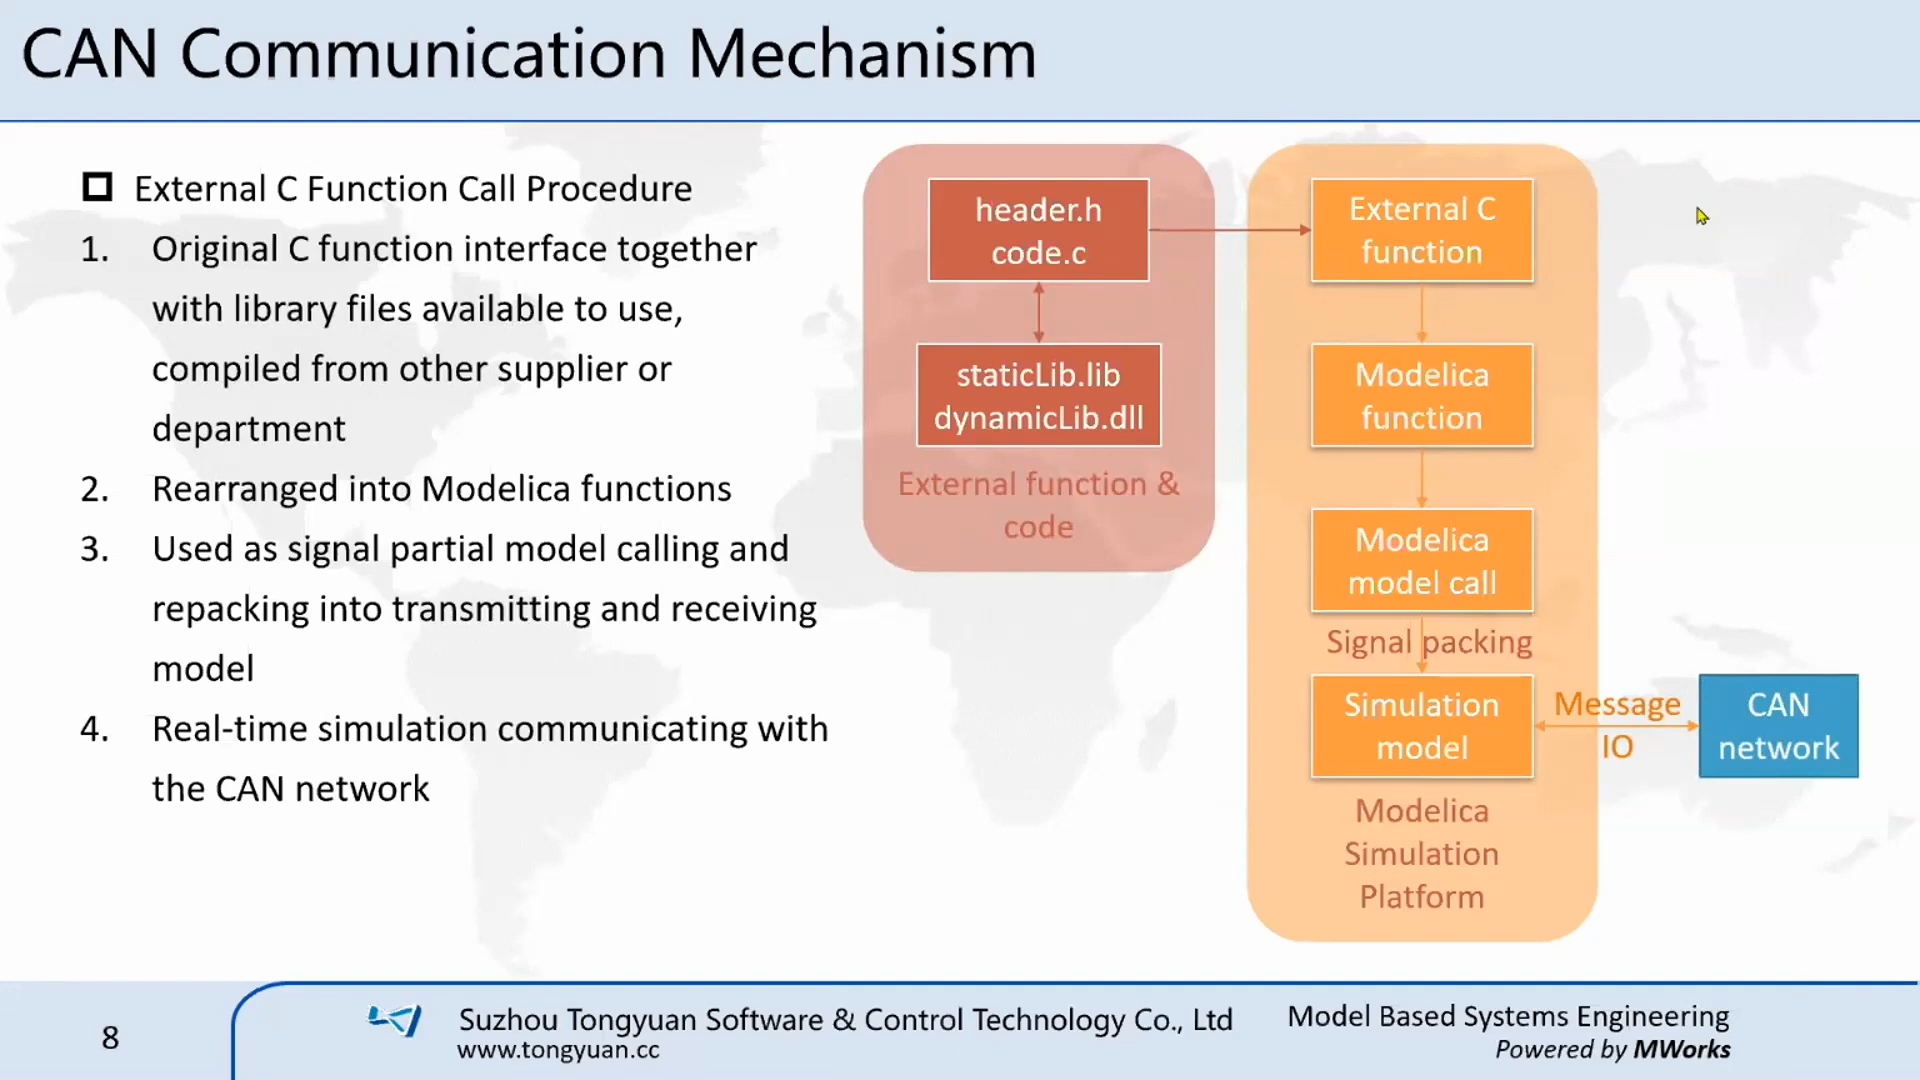 CAN Communication Mechanism
External C Function Call Procedure
1. Original C function interface together
with library files available to use,
compiled from other supplier or
department
2. Rearranged into Modelica functions
3. Used as signal partial model calling and
repacking into transmitting and receiving
model
4. Real-time simulation communicating with
the CAN network
header.h
code.c
staticLib.lib
dynamicLib.dll
External function &
code
External C
function
Modelica
function
Modelica
model call
Signal packing
Simulation
model
Message
IO
CAN
network
Modelica
Simulation
Platform
8
Suzhou Tongyuan Software & Control Technology Co., Ltd
www.tongyuan.cc
Model Based Systems Engineering
Powered by MWorks